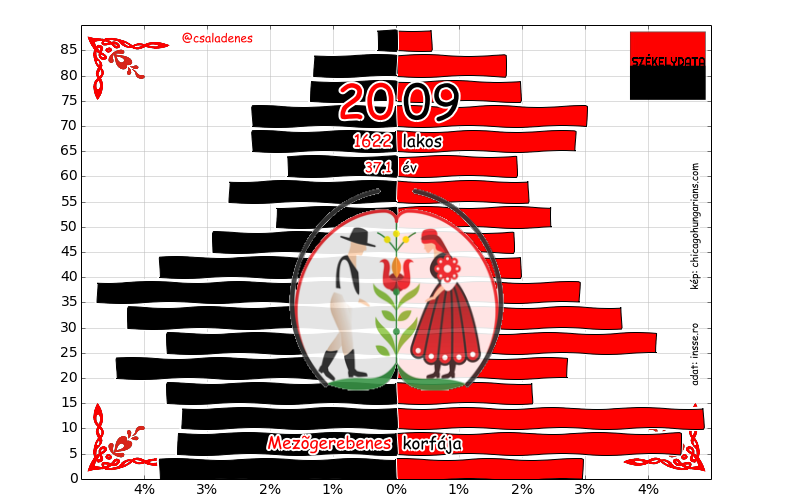 @csaladenes
SZÉKELYDATA
2009
1622 lakos
37.1 év
kép: chicagohungarians.com
adat: insse.ro
Mezőgerebenes korfája
85
80
75
70
65
60
55
50
45
40
35
30
25
20
15
10
5
0
4% 3% 2% 1% 0% 1% 2% 3% 4%